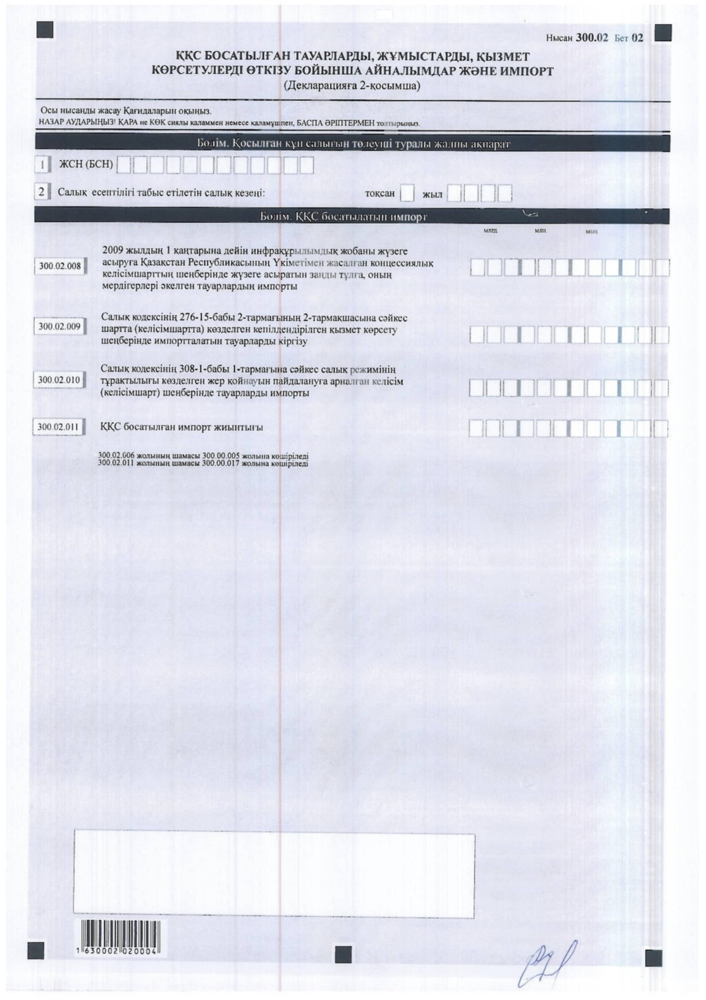 Нысан 300.02 Бет 02
ҚҚС БОСАТЫЛҒАН ТАУАРЛАРДЫ, ЖҰМЫСТАРДЫ, ҚЫЗМЕТ
КӨРСЕТУЛЕРДІ ӨТКІЗУ БОЙЫНША АЙНАЛЫМДАР ЖӘНЕ ИМПОРТ
(Декларацияға 2-қосымша)
Осы нысанды жасау Қағидаларын оқыңыз.
НАЗАР АУДАРЫҢЫЗ! ҚАРА не КӨК сиялы қаламмен немесе қаламұшпен, БАСПА ӘРІПТЕРМЕН толтырыңыз.
Бөлім. Қосылған құн салығын төлеуші туралы жалпы ақпарат
1 ЖСН (БСН)
2 Салық есептілігі табыс етілетін салық кезеңі: тоқсан жыл
Бөлім. ҚҚС босатылатын импорт
млрд. млн. мың
2009 жылдың 1 қаңтарына дейін инфрақұрылымдық жобаны жүзеге
300.02.008 асыруға Қазақстан Республикасының Үкіметімен жасалған концессиялық
келісімшарттың шеңберінде жүзеге асыратын заңды тұлға, оның
мердігерлері әкелген тауарлардың импорты
Салық кодексінің 276-15-бабы 2-тармағының 2-тармақшасына сәйкес
300.02.009 шартта (келісімшартта) көзделген кепілдендірілген қызмет көрсету
шеңберінде импортталатын тауарларды кіргізу
Салық кодексінің 308-1-бабы 1-тармағына сәйкес салық режимінің
300.02.010 тұрақтылығы көзделген жер қойнауын пайдалануға арналған келісім
(келісімшарт) шеңберінде тауарларды импорты
300.02.011 ҚҚС босатылған импорт жиынтығы
300.02.006 жолының шамасы 300.00.005 жолына көшіріледі
300.02.011 жолының шамасы 300.00.017 жолына көшіріледі
1 630002 020004